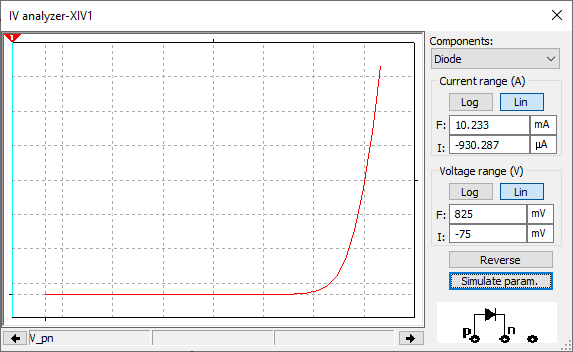 IV analyzer-XIV1
1
Components:
Diode
Current range (A)
Log Lin
F: 10.233 mA
I: -930.287 µA
Voltage range (V)
Log Lin
F: 825 mV
I: -75 mV
Reverse
Simulate param.
p n
V_pn